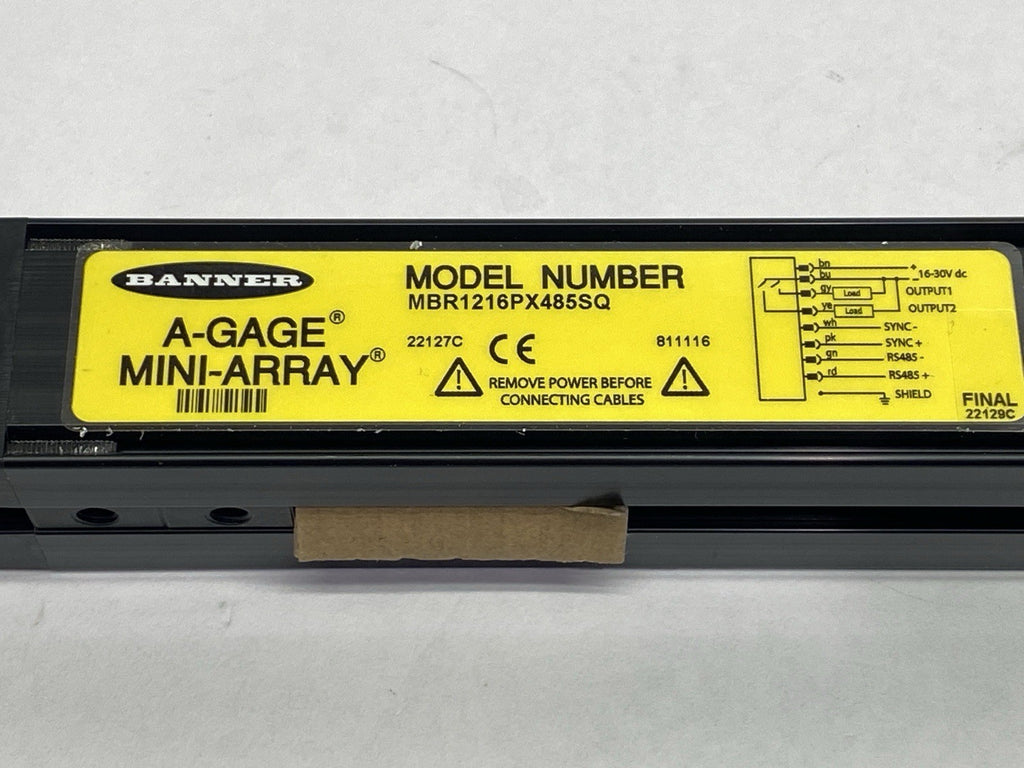 BANNER
A-GAGE®
MINI-ARRAY®
MODEL NUMBER
MBR1216PX485SQ
22127C CE 811116
REMOVE POWER BEFORE
CONNECTING CABLES
bn + 16-30V dc
bu -
gy Load OUTPUT1
ye Load OUTPUT2
wh SYNC -
pk SYNC +
gn RS485 -
rd RS485 +
SHIELD
FINAL
22129C